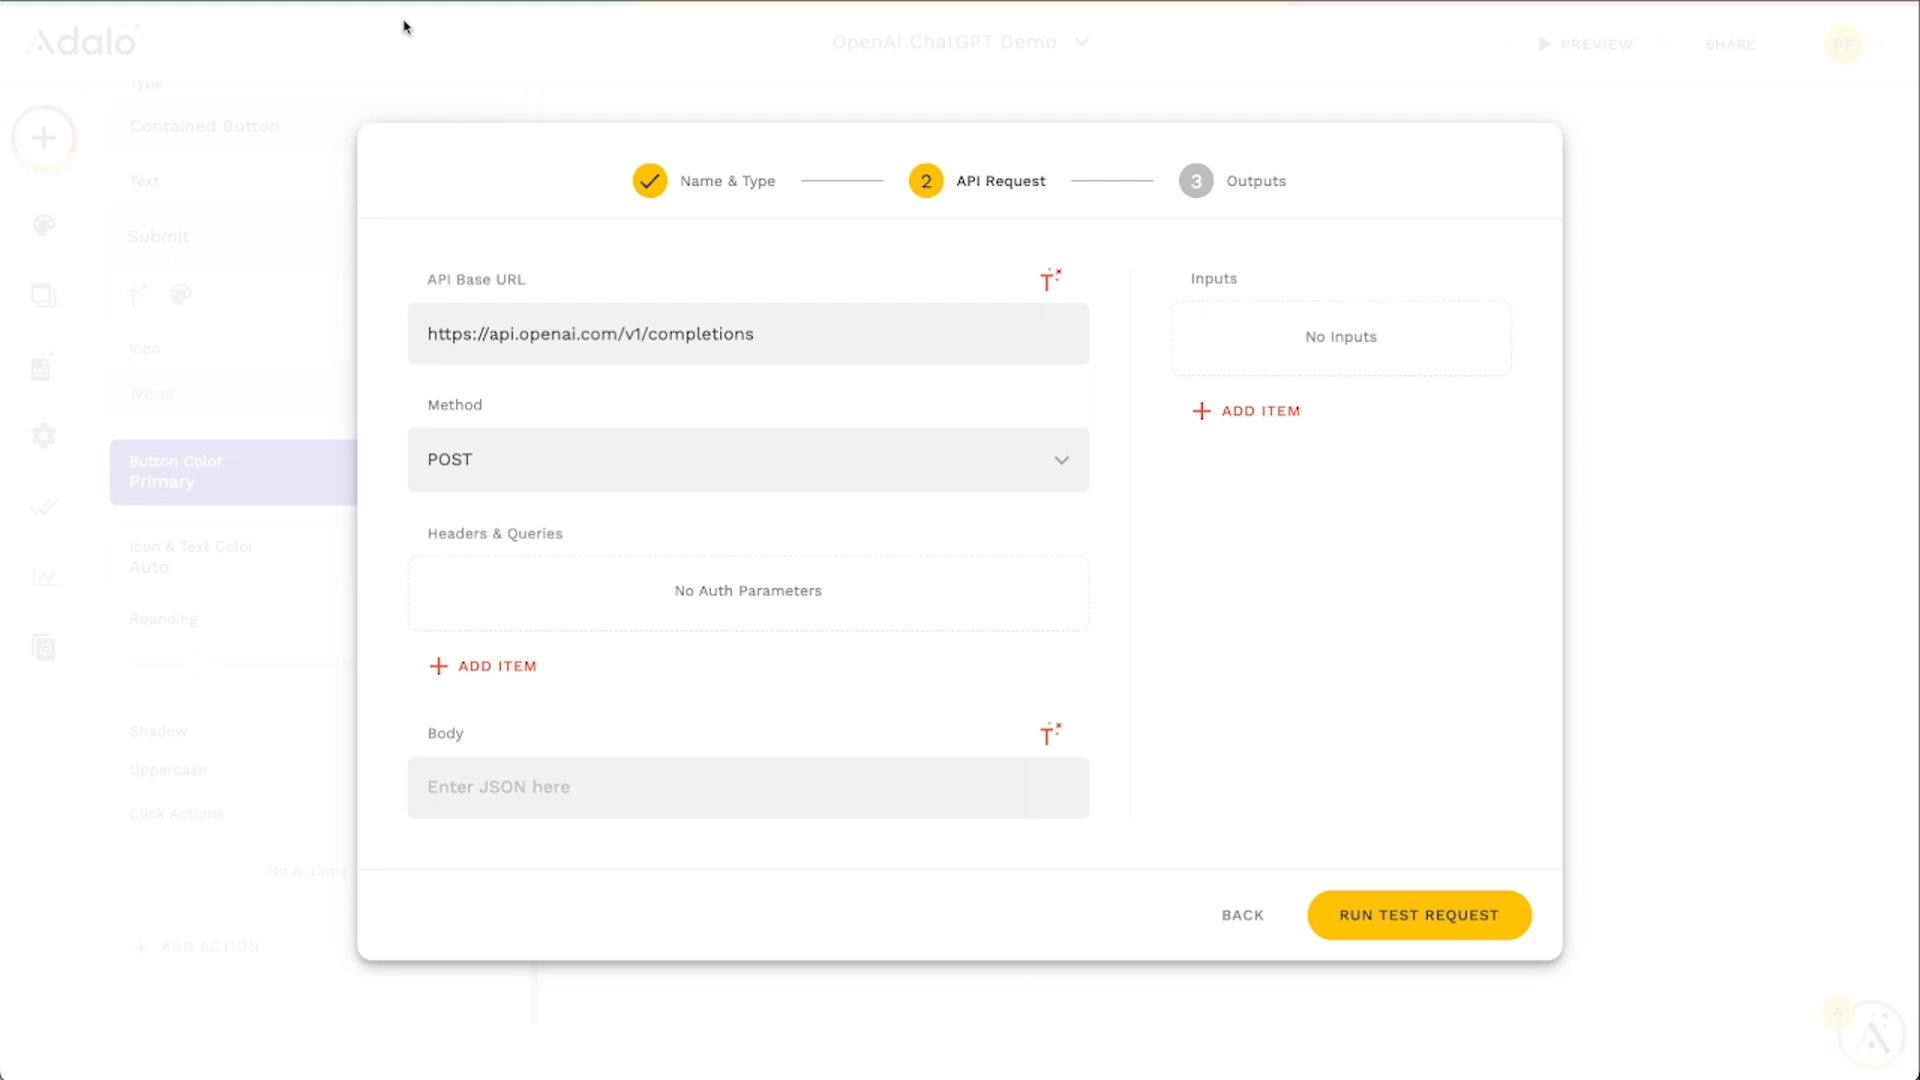 Adalo
OpenAI ChatGPT Demo
PREVIEW
SHARE
PF
Type
Contained Button
Text
Submit
Icon
None
Button Color
Primary
Icon & Text Color
Auto
Rounding
Shadow
Uppercase
Click Actions
No Actions
+ ADD ACTION
Name & Type
2
API Request
3
Outputs
API Base URL
https://api.openai.com/v1/completions
Method
POST
Headers & Queries
No Auth Parameters
+ ADD ITEM
Body
Enter JSON here
Inputs
No Inputs
+ ADD ITEM
BACK
RUN TEST REQUEST
6